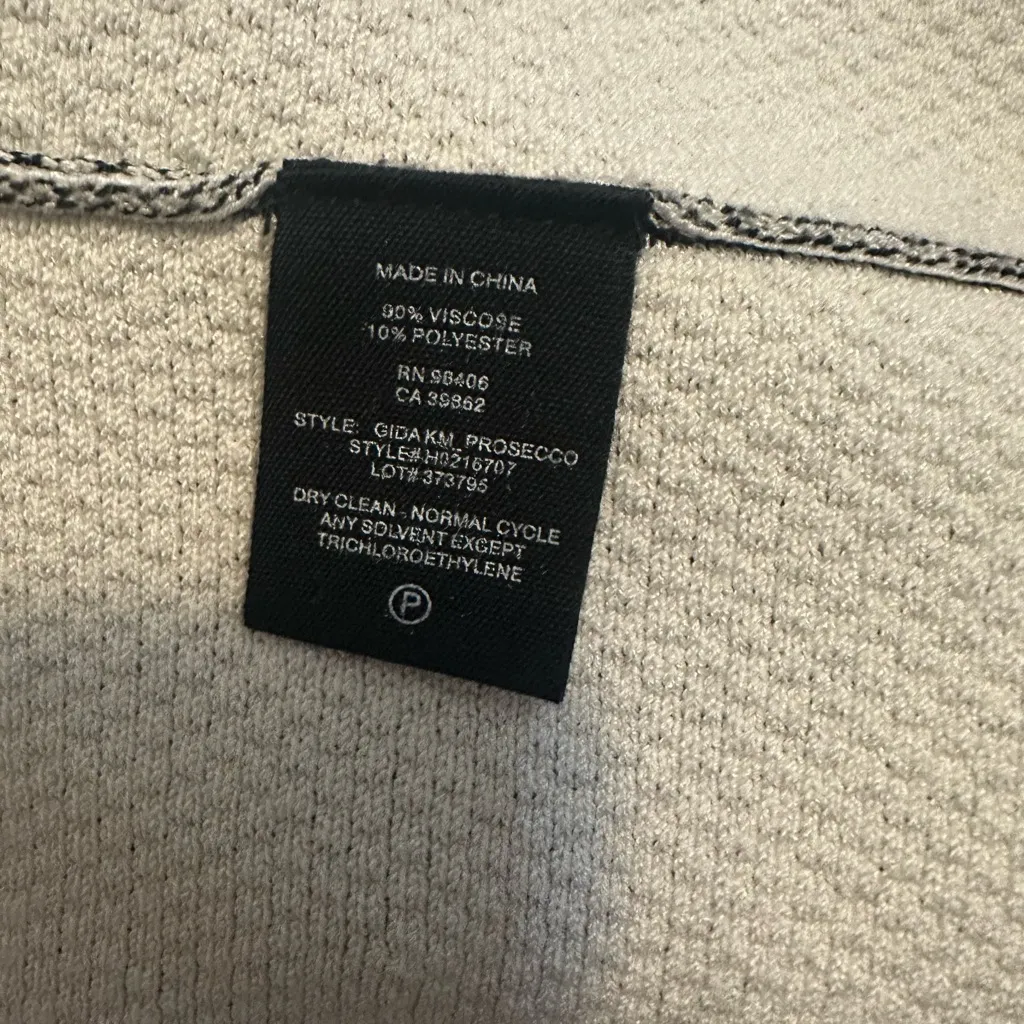 MADE IN CHINA
90% VISCOSE
10% POLYESTER
RN 98406
CA 39862
STYLE: GIDA KM_PROSECCO
STYLE# H0216707
LOT# 373795
DRY CLEAN - NORMAL CYCLE
ANY SOLVENT EXCEPT
TRICHLOROETHYLENE
P